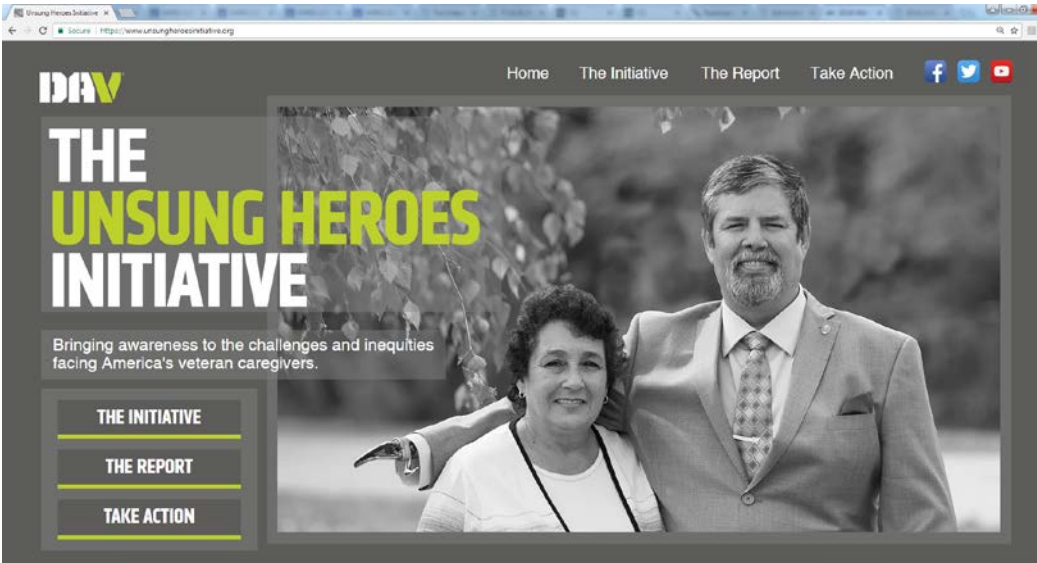 Unsung Heroes Initiative
Secure
https://www.unsungheroesinitiative.org
DAV
Home The Initiative The Report Take Action
THE
UNSUNG HEROES
INITIATIVE
Bringing awareness to the challenges and inequities
facing America's veteran caregivers.
THE INITIATIVE
THE REPORT
TAKE ACTION